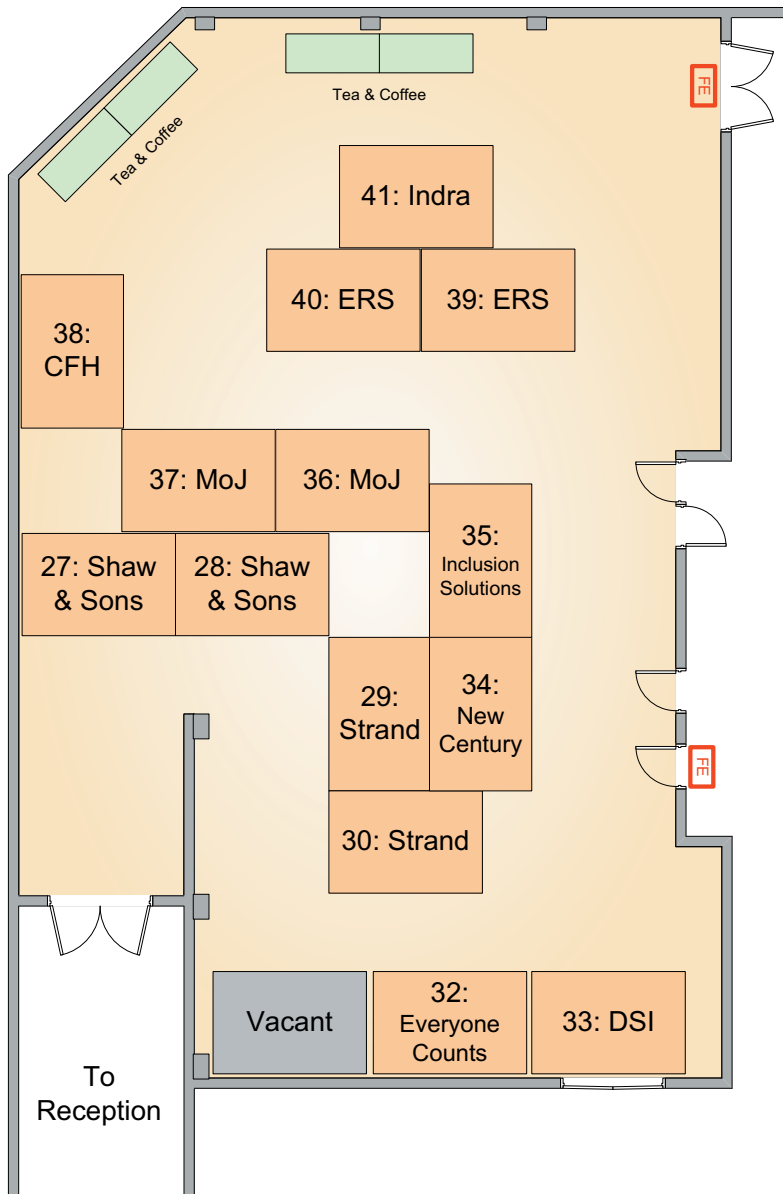 Tea & Coffee
Tea & Coffee
FE
41: Indra
40: ERS
39: ERS
38:
CFH
37: MoJ
36: MoJ
35:
Inclusion
Solutions
27: Shaw
& Sons
28: Shaw
& Sons
29:
Strand
34:
New
Century
FE
30: Strand
Vacant
32:
Everyone
Counts
33: DSI
To
Reception